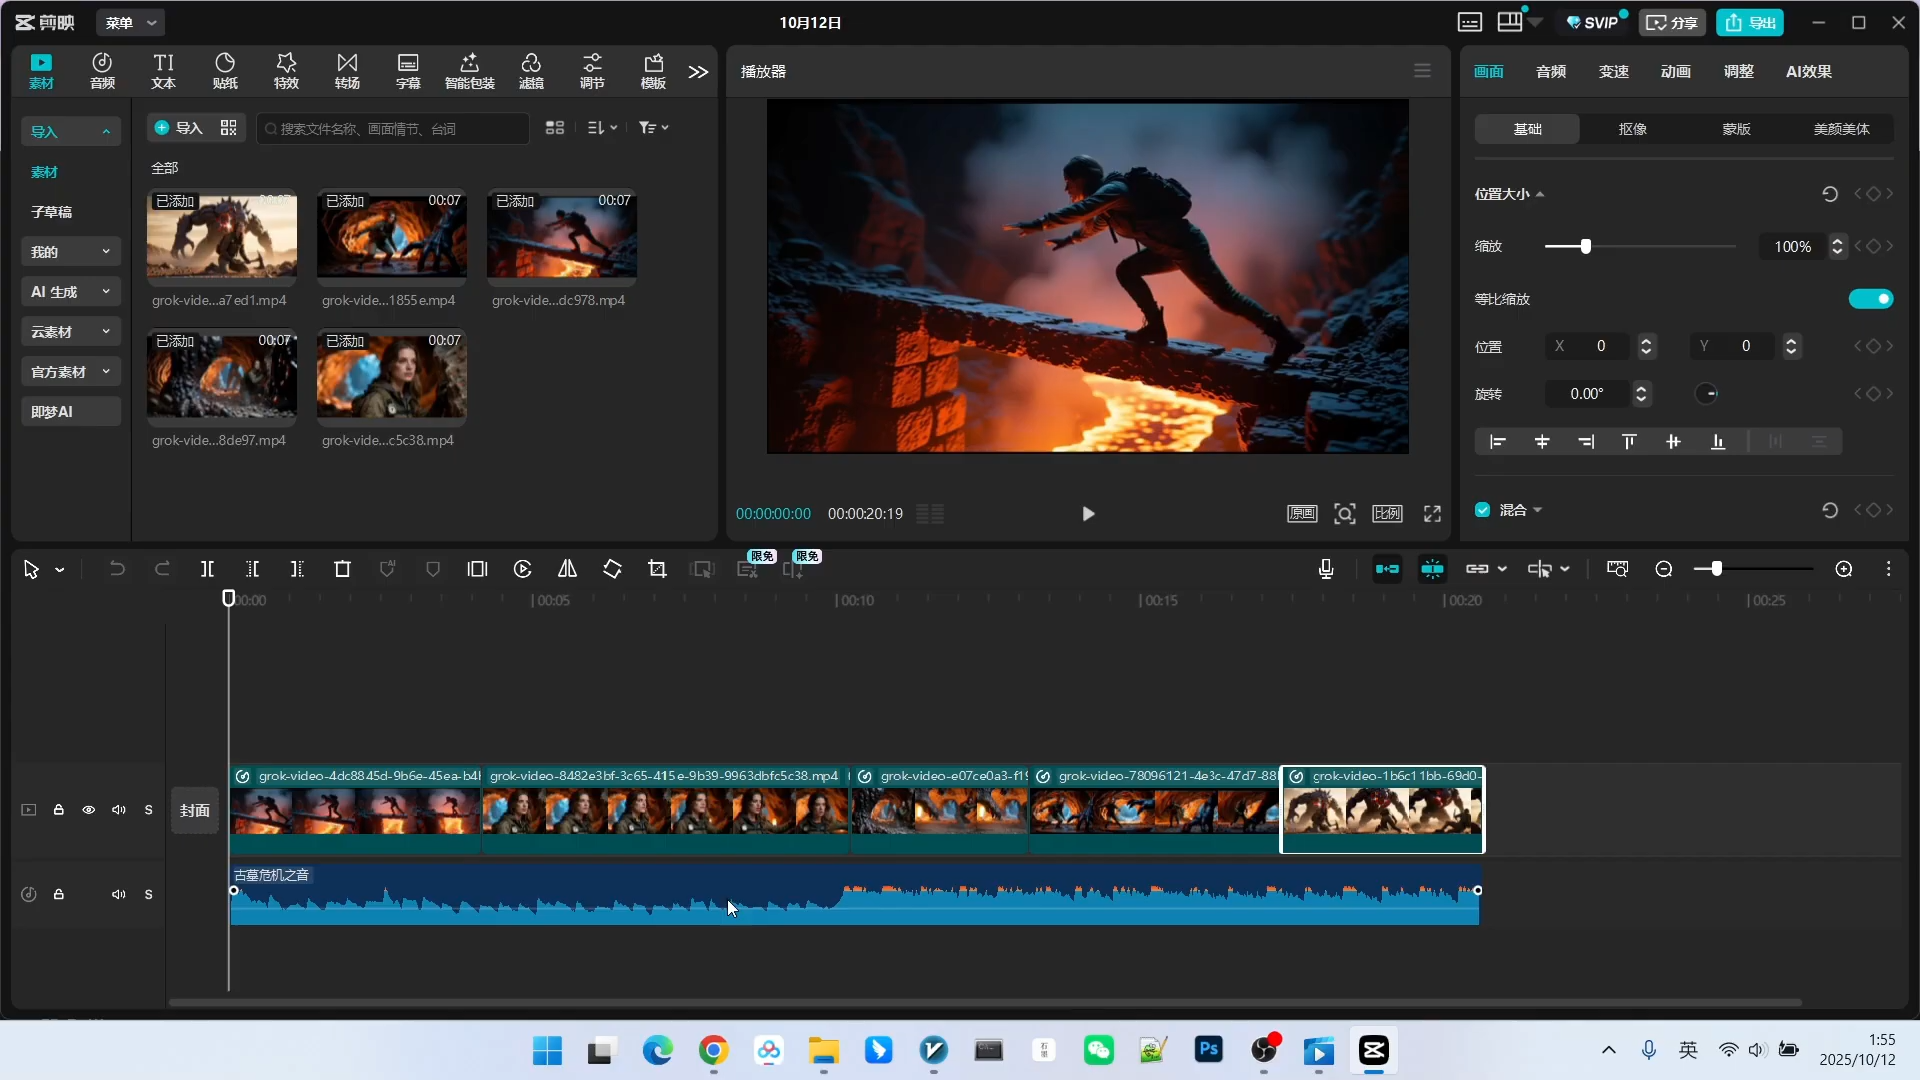 剪映 菜单 10月12日 SVIP 分享 导出
素材 音频 文本 贴纸 特效 转场 字幕 智能包装 滤镜 调节 模板
播放器
画面 音频 变速 动画 调整 AI效果
导入
素材
子草稿
我的
AI 生成
云素材
官方素材
即梦AI
导入 搜索文件名称、画面情节、台词
全部
已添加 00:07 已添加 00:07 已添加 00:07
grok-vide...a7ed1.mp4 grok-vide...1855e.mp4 grok-vide...dc978.mp4
已添加 00:07 已添加 00:07
grok-vide...8de97.mp4 grok-vide...c5c38.mp4
00:00:00:00 00:00:20:19 原画 比例
基础 抠像 蒙版 美颜美体
位置大小
缩放 100%
等比缩放
位置 X 0 Y 0
旋转 0.00°
混合
限免 限免
00:00 00:05 00:10 00:15 00:20 00:25
grok-video-4dc8845d-9b6e-45ea-b4 grok-video-8482e3bf-3c65-415e-9b39-9963dbfc5c38.mp4 grok-video-e07ce0a3-f19 grok-video-78096121-4e3c-47d7-88 grok-video-1b6c11bb-69d0-
S 封面
古墓危机之音
S
Ps 英 1:55
2025/10/12